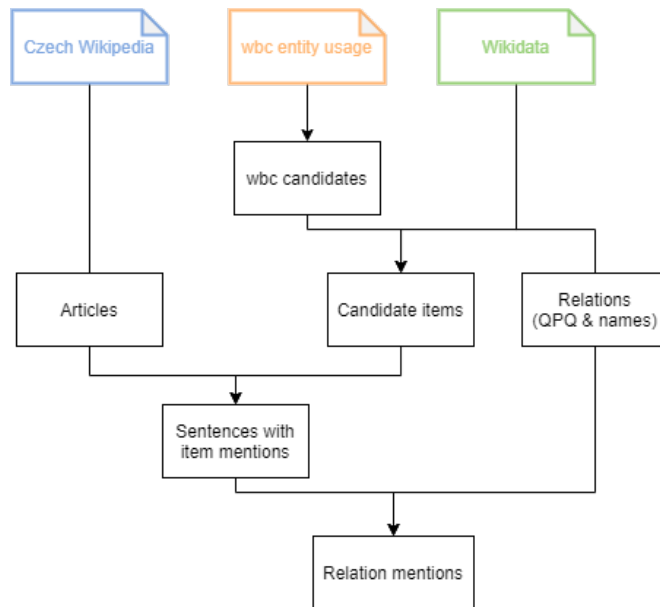 Czech Wikipedia
wbc entity usage
Wikidata
wbc candidates
Articles
Candidate items
Relations
(QPQ & names)
Sentences with
item mentions
Relation mentions